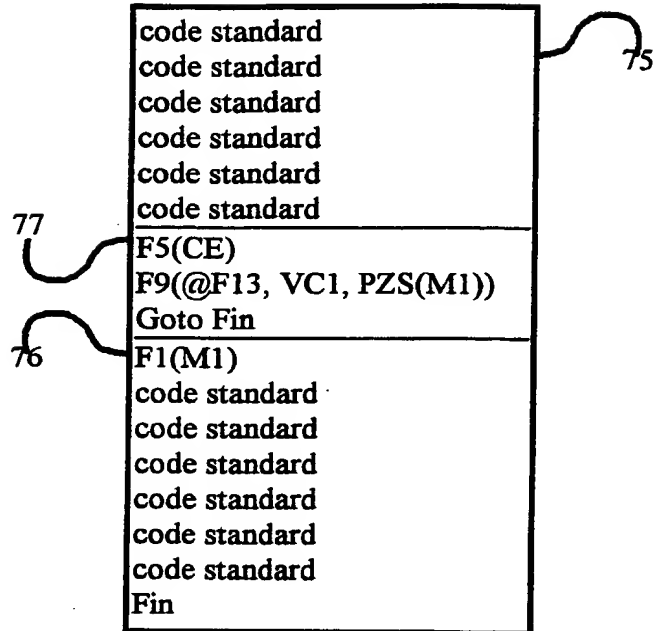 code standard
75
code standard
code standard
code standard
code standard
code standard
77
F5(CE)
F9(@F13, VC1, PZS(M1))
Goto Fin
76
F1(M1)
code standard
code standard
code standard
code standard
code standard
code standard
Fin